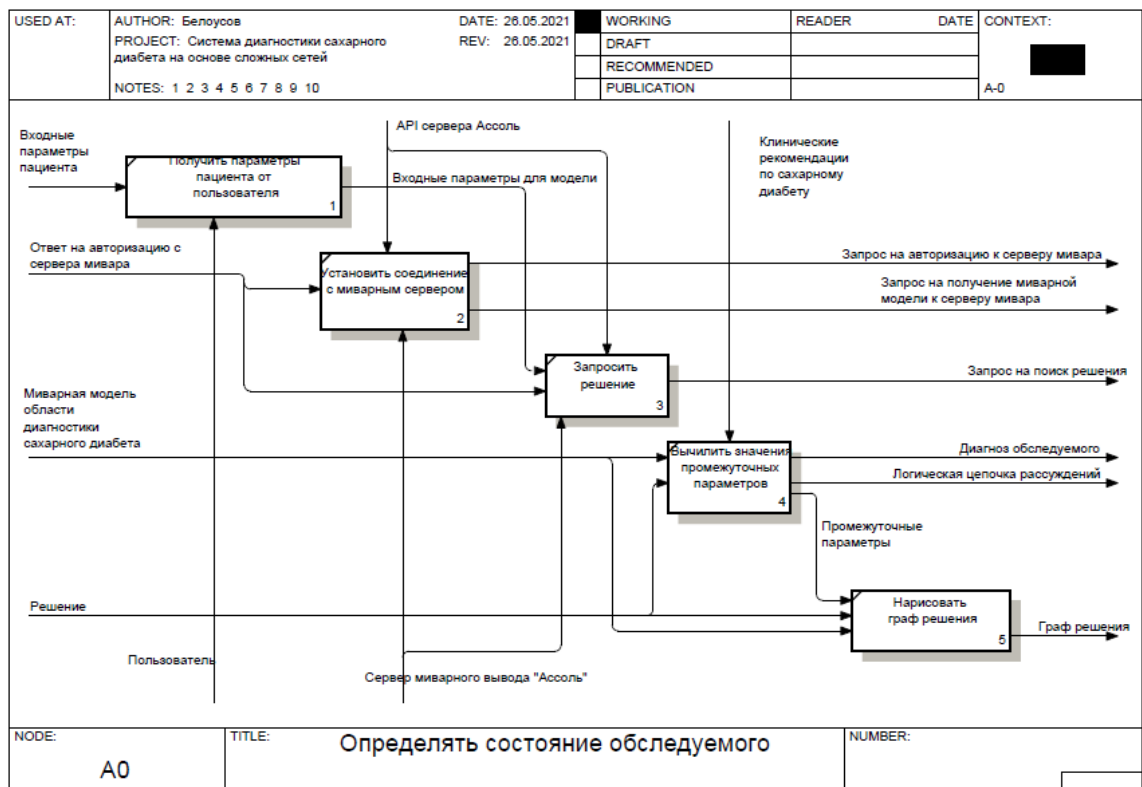 USED AT:
AUTHOR: Белоусов
DATE: 26.05.2021
PROJECT: Система диагностики сахарного
диабета на основе сложных сетей
REV: 26.05.2021
NOTES: 1 2 3 4 5 6 7 8 9 10
WORKING
DRAFT
RECOMMENDED
PUBLICATION
READER
DATE
CONTEXT:
A-0
Входные
параметры
пациента
Получить параметры
пациента от
пользователя
1
API сервера Ассоль
Входные параметры для модели
Клинические
рекомендации
по сахарному
диабету
Ответ на авторизацию с
сервера мивара
Установить соединение
с миварным сервером
2
Запрос на авторизацию к серверу мивара
Запрос на получение миварной
модели к серверу мивара
Запросить
решение
3
Запрос на поиск решения
Миварная модель
области
диагностики
сахарного диабета
Вычилить значения
промежуточных
параметров
4
Диагноз обследуемого
Логическая цепочка рассуждений
Промежуточные
параметры
Решение
Нарисовать
граф решения
5
Граф решения
Пользователь
Сервер миварного вывода "Ассоль"
NODE:
A0
TITLE:
Определять состояние обследуемого
NUMBER: